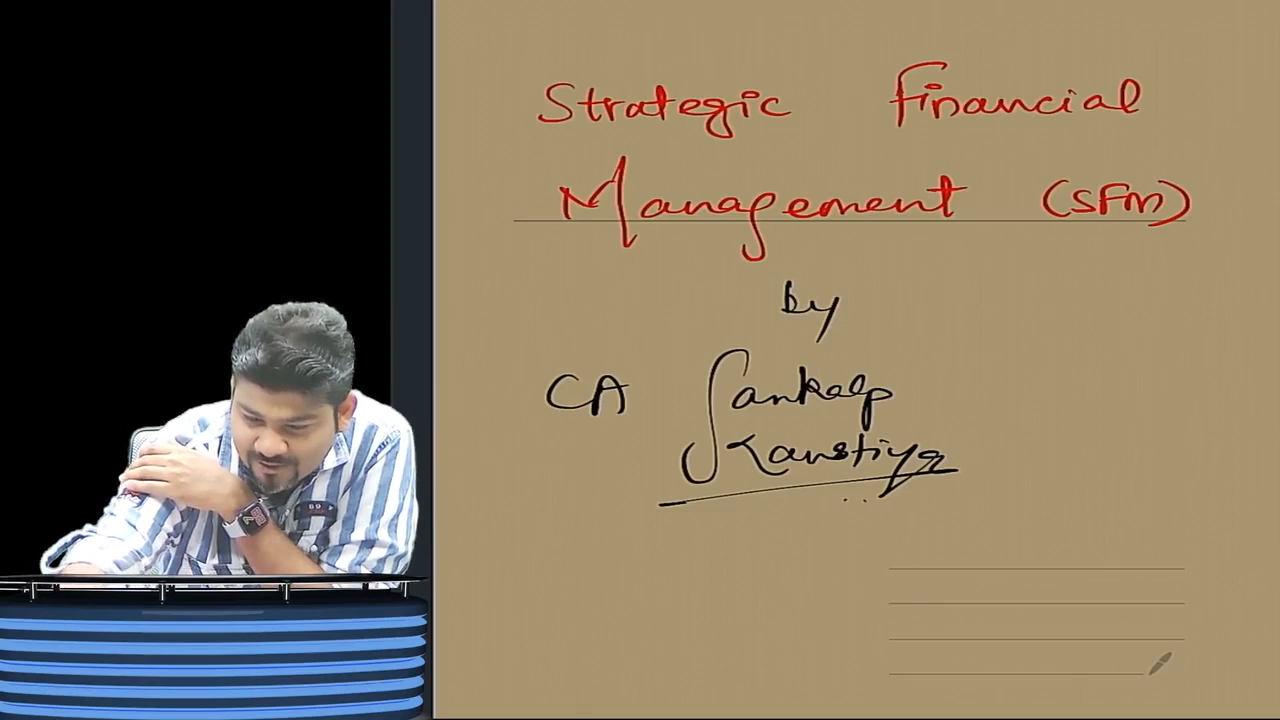 Strategic Financial
Management (SFM)
by
CA Sankalp
Kanstiya